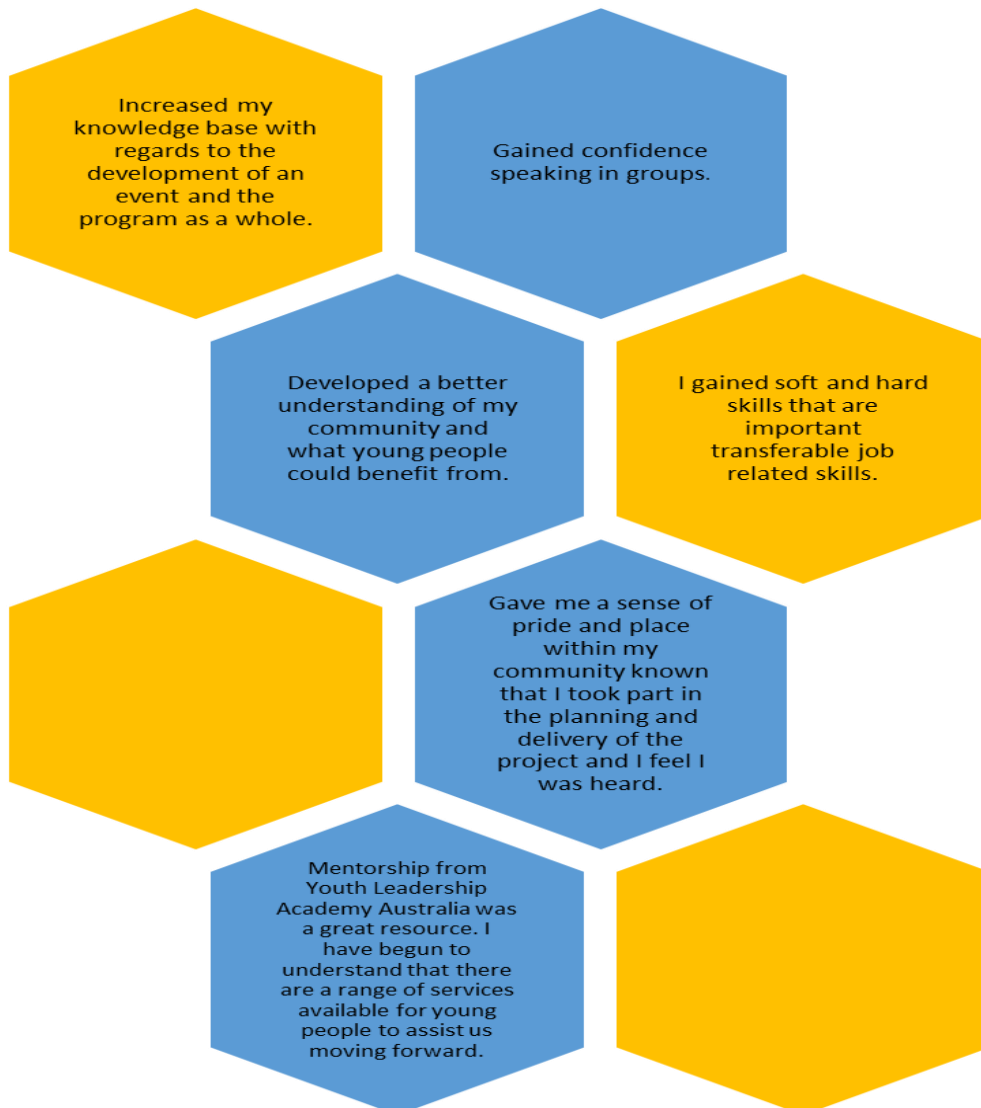 Increased my
knowledge base with
regards to the
development of an
event and the
program as a whole.
Gained confidence
speaking in groups.
Developed a better
understanding of my
community and
what young people
could benefit from.
I gained soft and hard
skills that are
important
transferable job
related skills.
Gave me a sense of
pride and place
within my
community known
that I took part in
the planning and
delivery of the
project and I feel I
was heard.
Mentorship from
Youth Leadership
Academy Australia was
a great resource. I
have begun to
understand that there
are a range of services
available for young
people to assist us
moving forward.